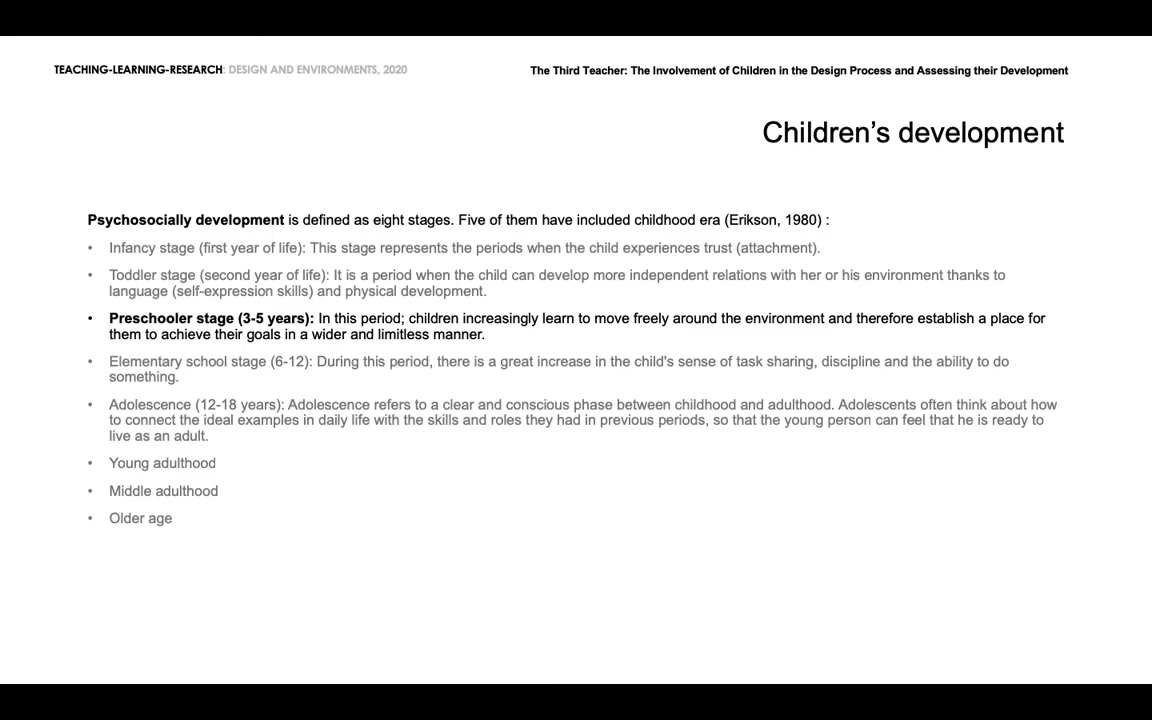 TEACHING-LEARNING-RESEARCH: DESIGN AND ENVIRONMENTS, 2020
The Third Teacher: The Involvement of Children in the Design Process and Assessing their Development
Children’s development
Psychosocially development is defined as eight stages. Five of them have included childhood era (Erikson, 1980) :
• Infancy stage (first year of life): This stage represents the periods when the child experiences trust (attachment).
• Toddler stage (second year of life): It is a period when the child can develop more independent relations with her or his environment thanks to
language (self-expression skills) and physical development.
• Preschooler stage (3-5 years): In this period; children increasingly learn to move freely around the environment and therefore establish a place for
them to achieve their goals in a wider and limitless manner.
• Elementary school stage (6-12): During this period, there is a great increase in the child's sense of task sharing, discipline and the ability to do
something.
• Adolescence (12-18 years): Adolescence refers to a clear and conscious phase between childhood and adulthood. Adolescents often think about how
to connect the ideal examples in daily life with the skills and roles they had in previous periods, so that the young person can feel that he is ready to
live as an adult.
• Young adulthood
• Middle adulthood
• Older age